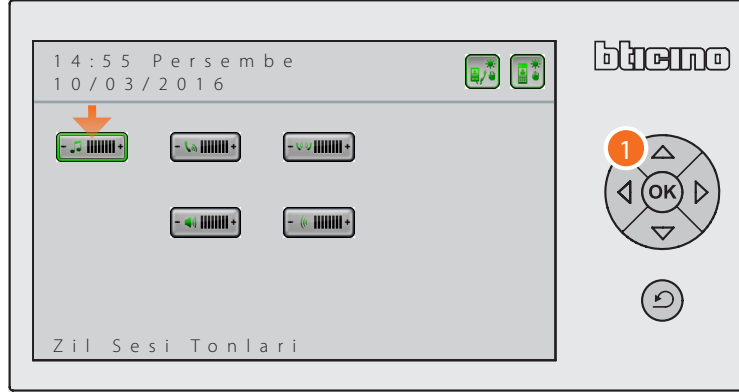 14:55 Persembe
10/03/2016
bticino
1
OK
Zil Sesi Tonlari